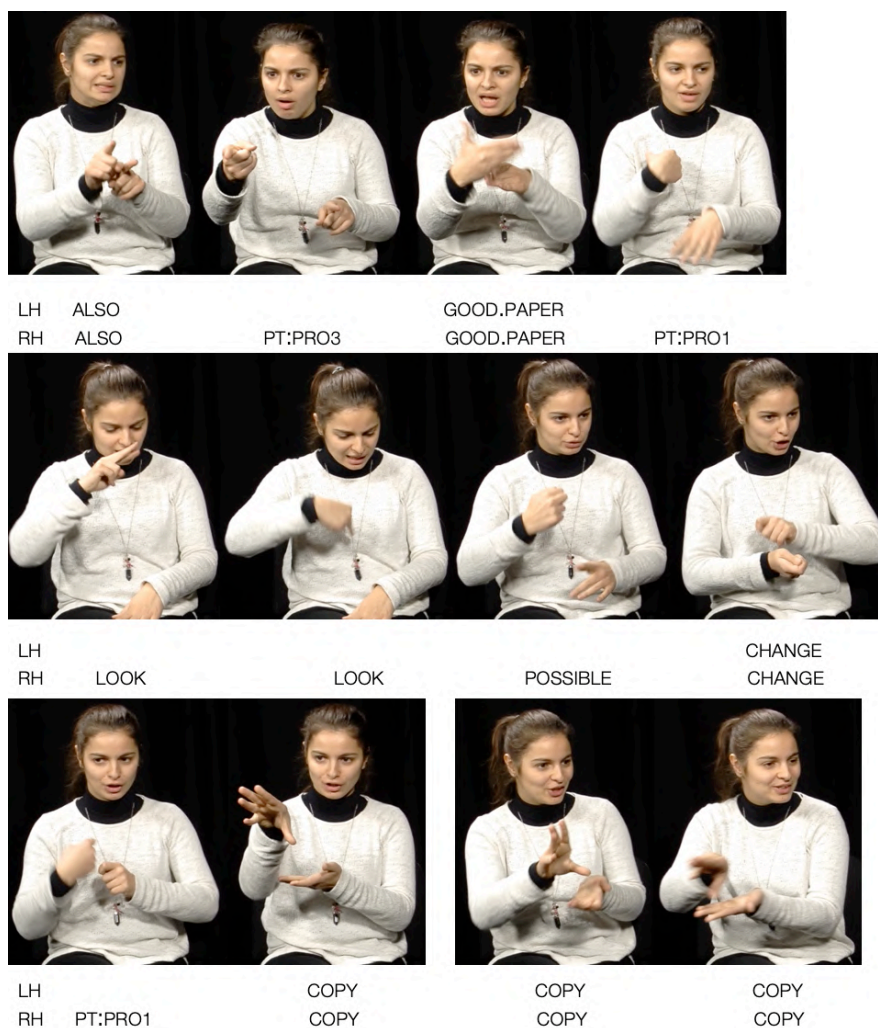 LH ALSO GOOD.PAPER
RH ALSO PT:PRO3 GOOD.PAPER PT:PRO1
LH CHANGE
RH LOOK LOOK POSSIBLE CHANGE
LH COPY COPY COPY
RH PT:PRO1 COPY COPY COPY